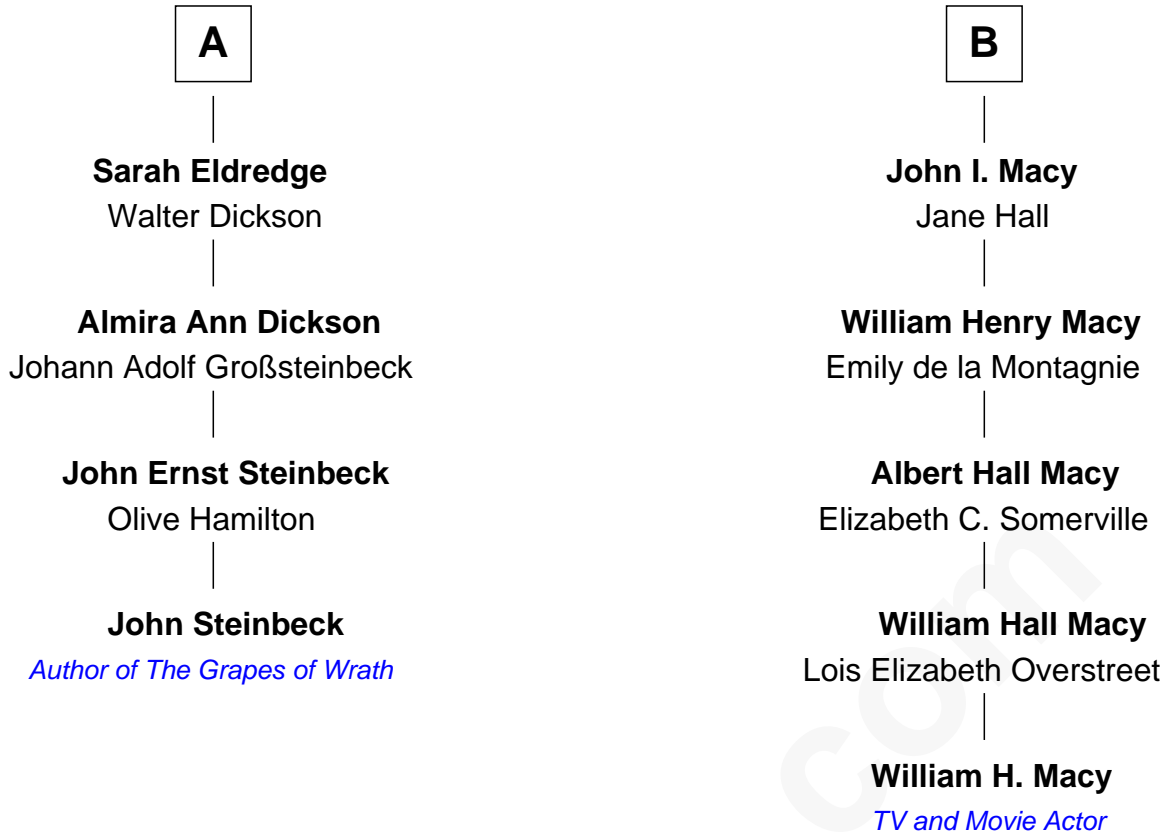 A
Sarah Eldredge
Walter Dickson
Almira Ann Dickson
Johann Adolf Großsteinbeck
John Ernst Steinbeck
Olive Hamilton
John Steinbeck
Author of The Grapes of Wrath
B
John I. Macy
Jane Hall
William Henry Macy
Emily de la Montagnie
Albert Hall Macy
Elizabeth C. Somerville
William Hall Macy
Lois Elizabeth Overstreet
William H. Macy
TV and Movie Actor
com